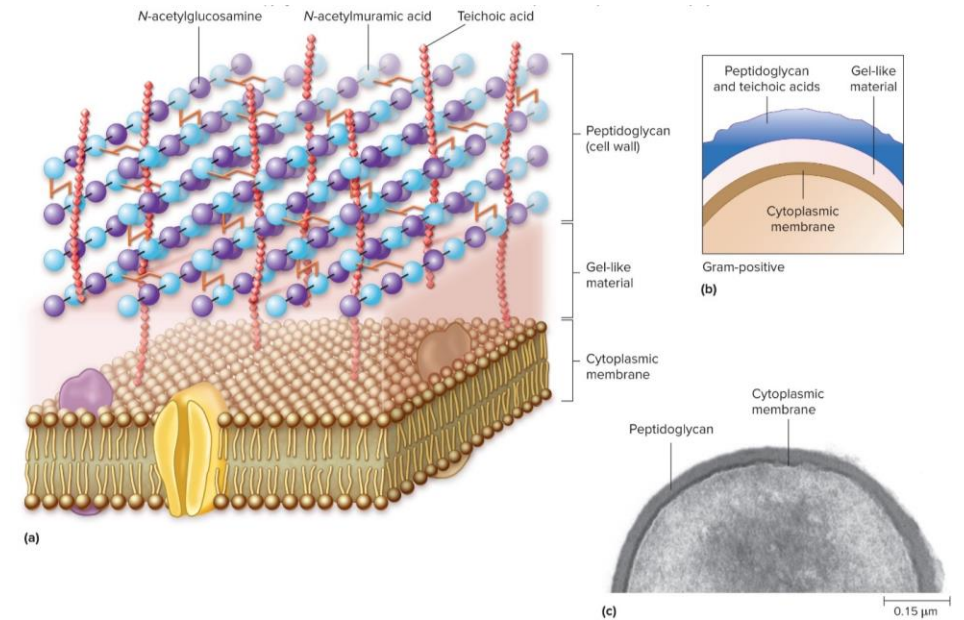 N-acetylglucosamine
N-acetylmuramic acid
Teichoic acid
Peptidoglycan
(cell wall)
Gel-like
material
Cytoplasmic
membrane
(a)
Peptidoglycan
and teichoic acids
Gel-like
material
Cytoplasmic
membrane
Gram-positive
(b)
Cytoplasmic
membrane
Peptidoglycan
(c)
0.15 μm